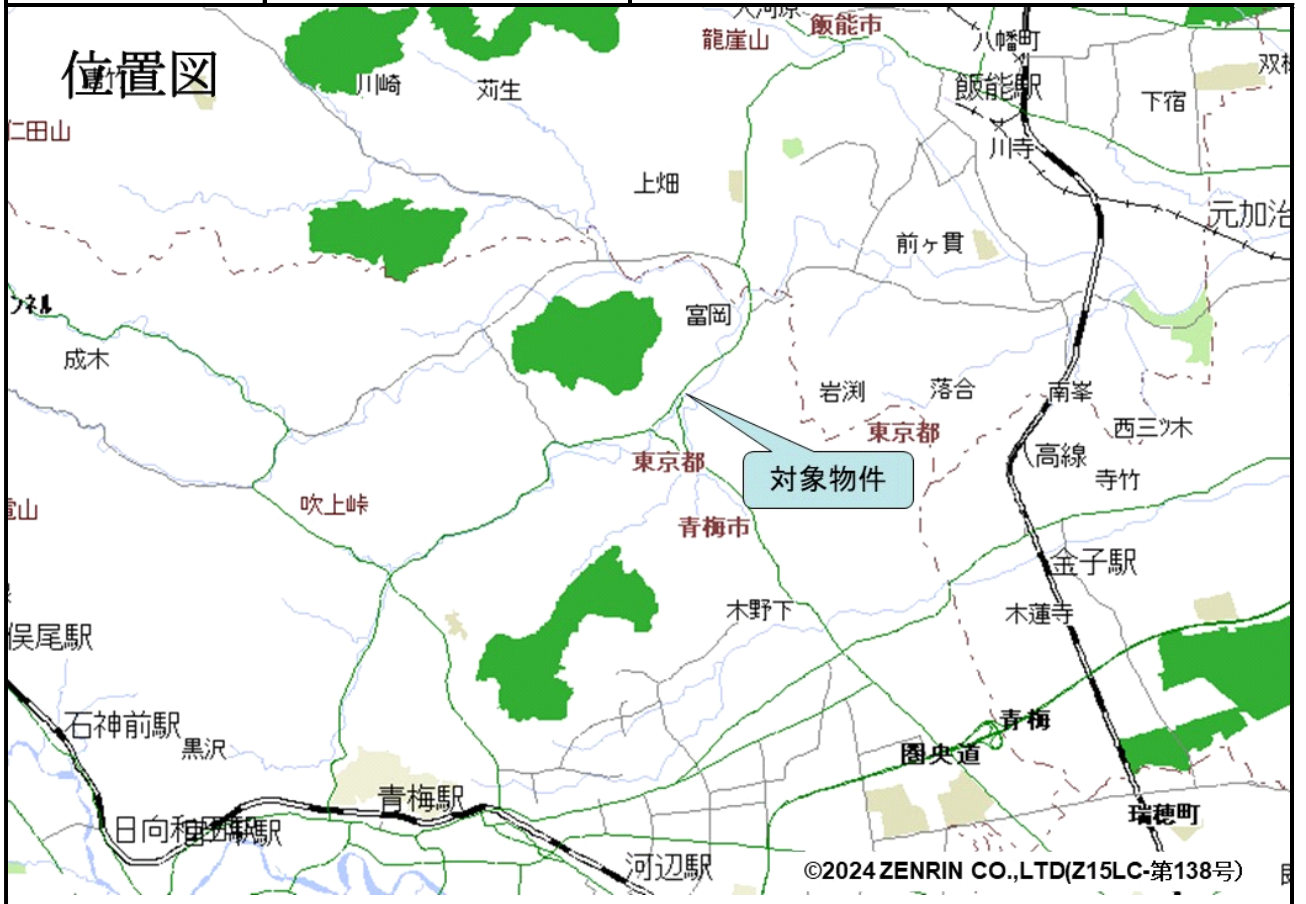 位置図
飯能市
龍崖山
八幡町
川崎
苅生
飯能駅
下宿
仁田山
川寺
上畑
元加治
前ヶ貫
富岡
成木
岩渕
落合
南峯
東京都
西三ツ木
東京都
高線
対象物件
寺竹
吹上峠
青梅市
金子駅
木野下
木蓮寺
俣尾駅
石神前駅
黒沢
青梅
圏央道
青梅駅
瑞穂町
河辺駅
©2024 ZENRIN CO.,LTD(Z15LC-第138号)